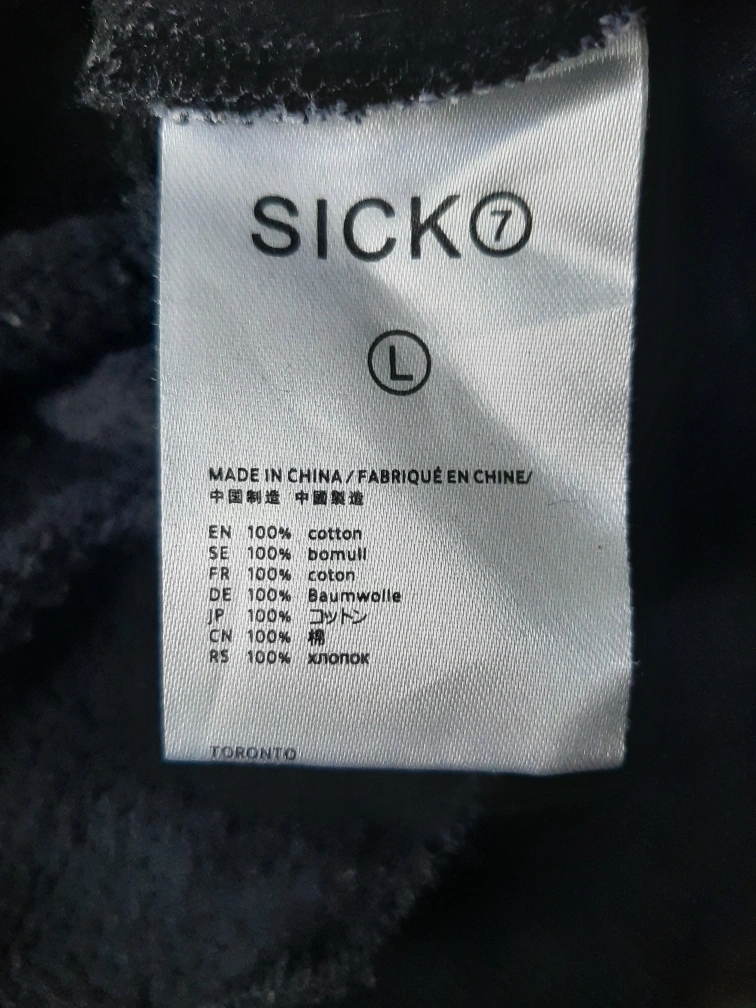 SICK⑦
Ⓛ
MADE IN CHINA / FABRIQUÉ EN CHINE/
中国制造 中國製造
EN 100% cotton
SE 100% bomull
FR 100% coton
DE 100% Baumwolle
JP 100% コットン
CN 100% 棉
RS 100% хлопок
TORONTO